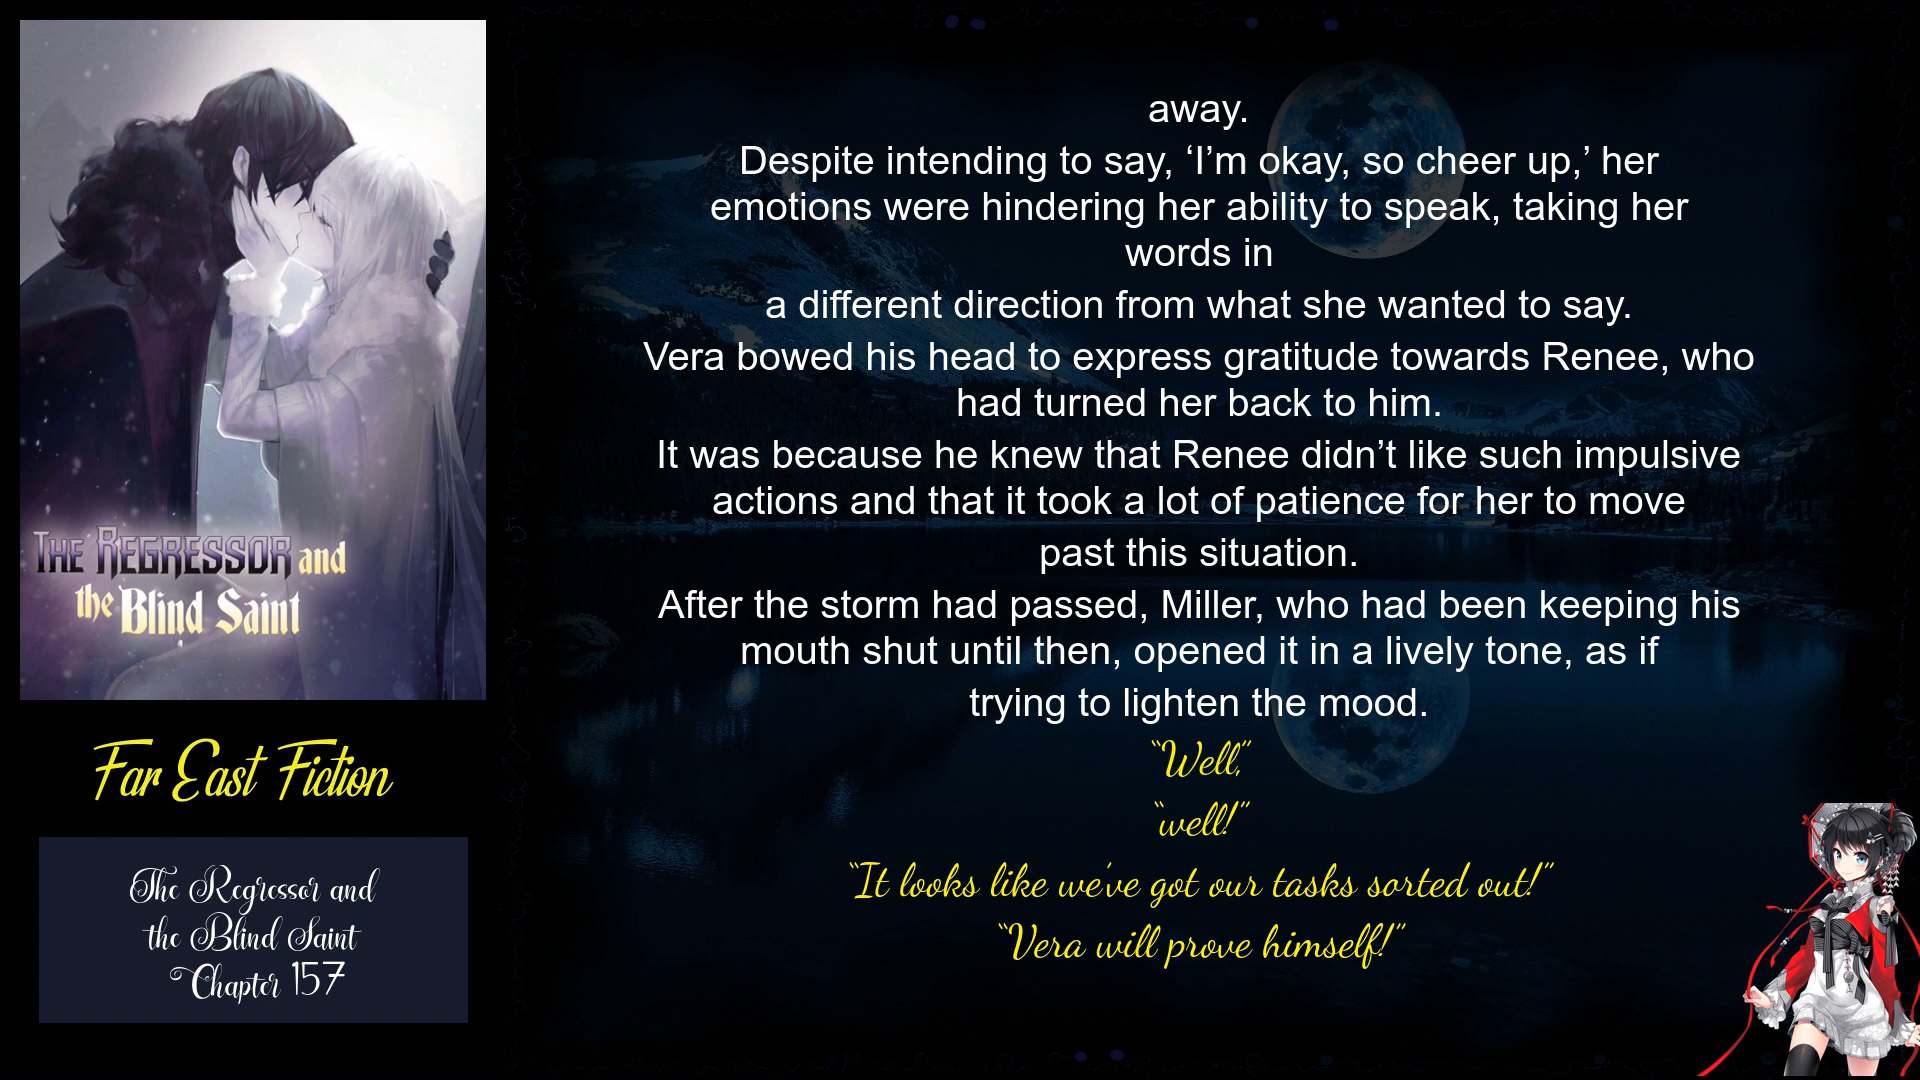 THE REGRESSOR and
the Blind Saint
Far East Fiction
The Regressor and
the Blind Saint
Chapter 157
away.
Despite intending to say, ‘I’m okay, so cheer up,’ her
emotions were hindering her ability to speak, taking her
words in
a different direction from what she wanted to say.
Vera bowed his head to express gratitude towards Renee, who
had turned her back to him.
It was because he knew that Renee didn’t like such impulsive
actions and that it took a lot of patience for her to move
past this situation.
After the storm had passed, Miller, who had been keeping his
mouth shut until then, opened it in a lively tone, as if
trying to lighten the mood.
“Well,”
“well!”
“It looks like we’ve got our tasks sorted out!”
“Vera will prove himself!”